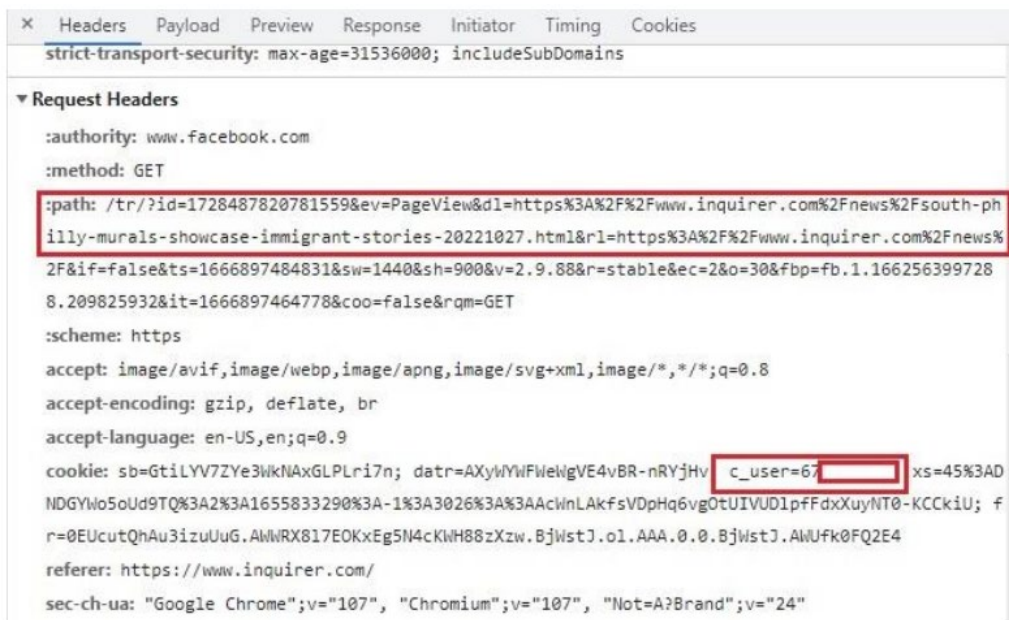 × Headers Payload Preview Response Initiator Timing Cookies
strict-transport-security: max-age=31536000; includeSubDomains
▼ Request Headers
:authority: www.facebook.com
:method: GET
:path: /tr/?id=1728487820781559&ev=PageView&dl=https%3A%2F%2Fwww.inquirer.com%2Fnews%2Fsouth-ph
illy-murals-showcase-immigrant-stories-20221027.html&rl=https%3A%2F%2Fwww.inquirer.com%2Fnews%
2F&if=false&ts=1666897484831&sw=1440&sh=900&v=2.9.88&r=stable&ec=2&o=30&fbp=fb.1.166256399728
8.209825932&it=1666897464778&coo=false&rqm=GET
:scheme: https
accept: image/avif,image/webp,image/apng,image/svg+xml,image/*,*/*;q=0.8
accept-encoding: gzip, deflate, br
accept-language: en-US,en;q=0.9
cookie: sb=GtiLYV7ZYe3WkNAxGLPLri7n; datr=AXyWYWFWeWgVE4vBR-nRYjHv c_user=67 xs=45%3AD
NDGYWo5oUd9TQ%3A2%3A1655833290%3A-1%3A3026%3A%3AAcWnLAkfsVDpHq6vgOtUIVUDlpfFdxXuyNT0-KCCkiU; f
r=0EUcutQhAu3izuUuG.AWWRX8l7EOKxEg5N4cKWH88zXzw.BjWstJ.ol.AAA.0.0.BjWstJ.AWUfk0FQ2E4
referer: https://www.inquirer.com/
sec-ch-ua: "Google Chrome";v="107", "Chromium";v="107", "Not=A?Brand";v="24"